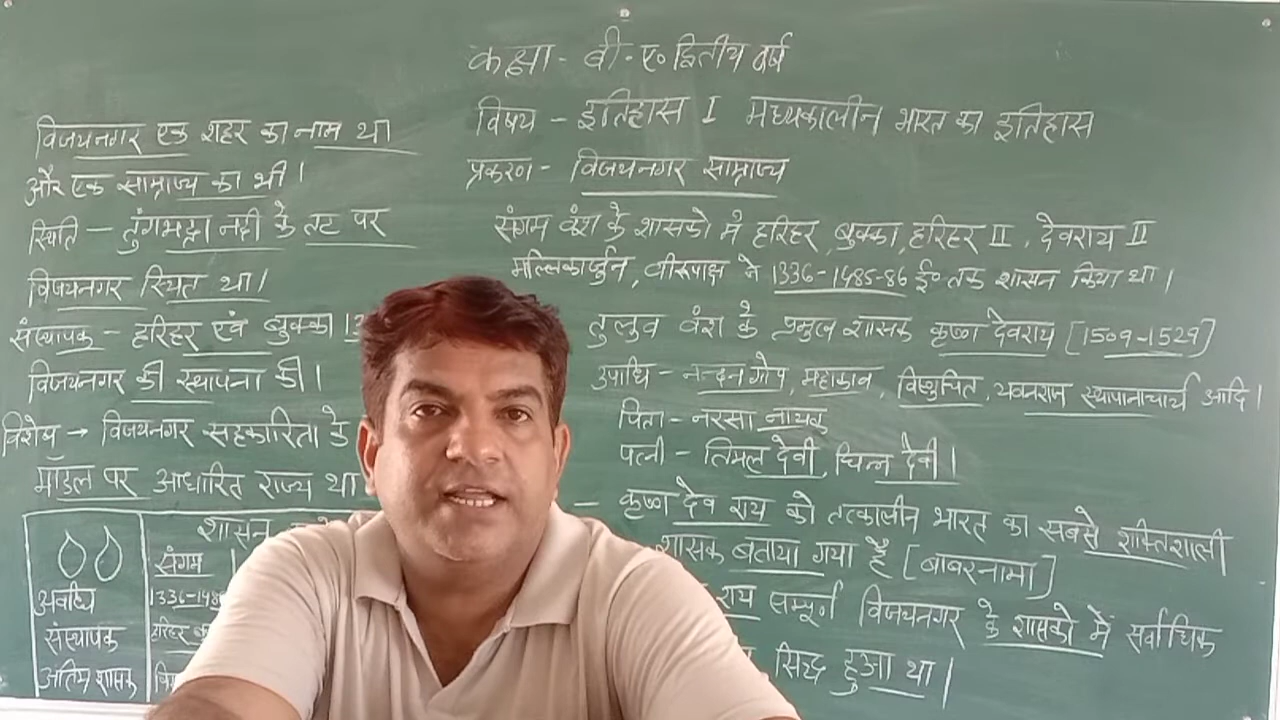 कक्षा - बी.ए० द्वितीय वर्ष
विषय - इतिहास I मध्यकालीन भारत का इतिहास
प्रकरण - विजयनगर साम्राज्य
विजयनगर एक शहर का नाम था
और एक साम्राज्य का भी।
स्थिति - तुंगभद्रा नदी के तट पर
विजयनगर स्थित था।
संस्थापक - हरिहर एवं बुक्का
विजयनगर की स्थापना की।
विशेष → विजयनगर सहकारिता के
माडल पर आधारित राज्य था
शासन
संगम
अवधि 1336-148
संस्थापक हरिहर
अंतिम शासक
संगम वंश के शासको मे हरिहर, बुक्का, हरिहर II, देवराय II
मल्लिकार्जुन, वीरूपाक्ष ने 1336-1485-86 ई० तक शासन किया था।
तुलुव वंश के प्रमुख शासक कृष्ण देवराय [1509-1529]
उपाधि - नन्दन गोप, विष्णुचित, यवनराज स्थापानाचार्य आदि।
पिता - नरसा नायक
पत्नी - तिमल देवी, चिन्न देवी।
- कृष्ण देव राय को तत्कालीन भारत का सबसे शक्तिशाली
शासक बताया गया है [बाबरनामा]
राय सम्पूर्ण विजयनगर के शासको में सर्वाधिक
सिद्ध हुआ था।